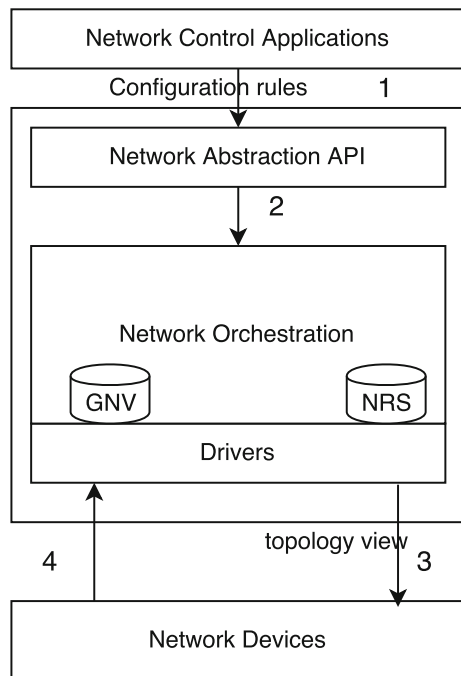 Network Control Applications
Configuration rules
1
Network Abstraction API
2
Network Orchestration
GNV
NRS
Drivers
topology view
4
3
Network Devices